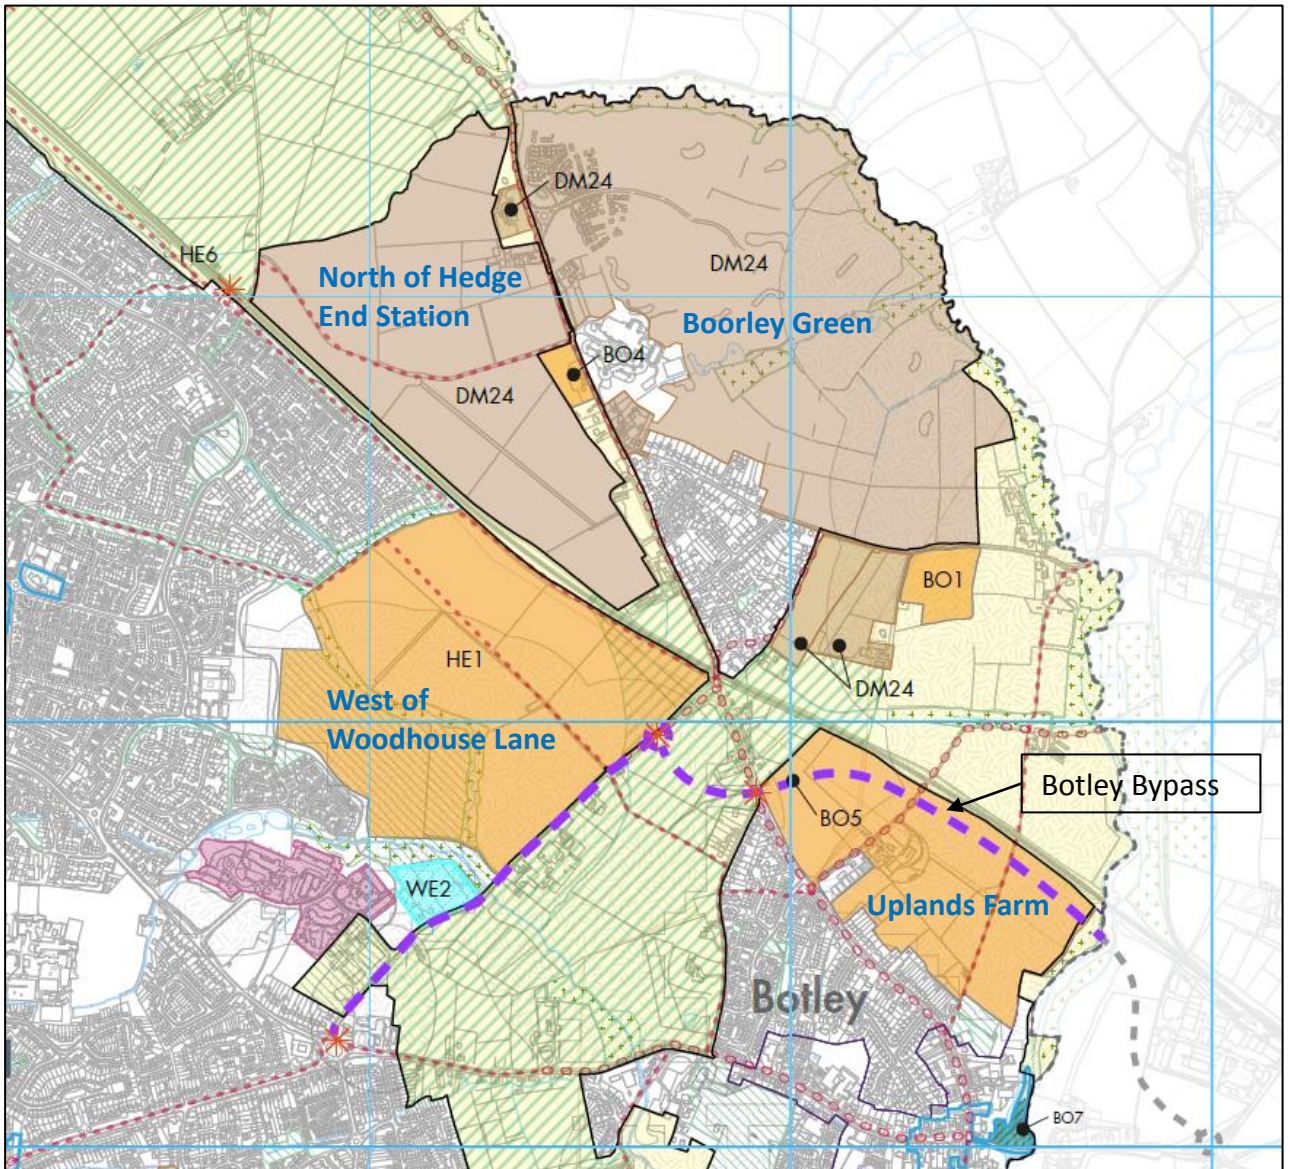 DM24
HE6
DM24
North of Hedge
End Station
Boorley Green
BO4
DM24
BO1
HE1
DM24
West of
Woodhouse Lane
Botley Bypass
BO5
WE2
Uplands Farm
Botley
BO7